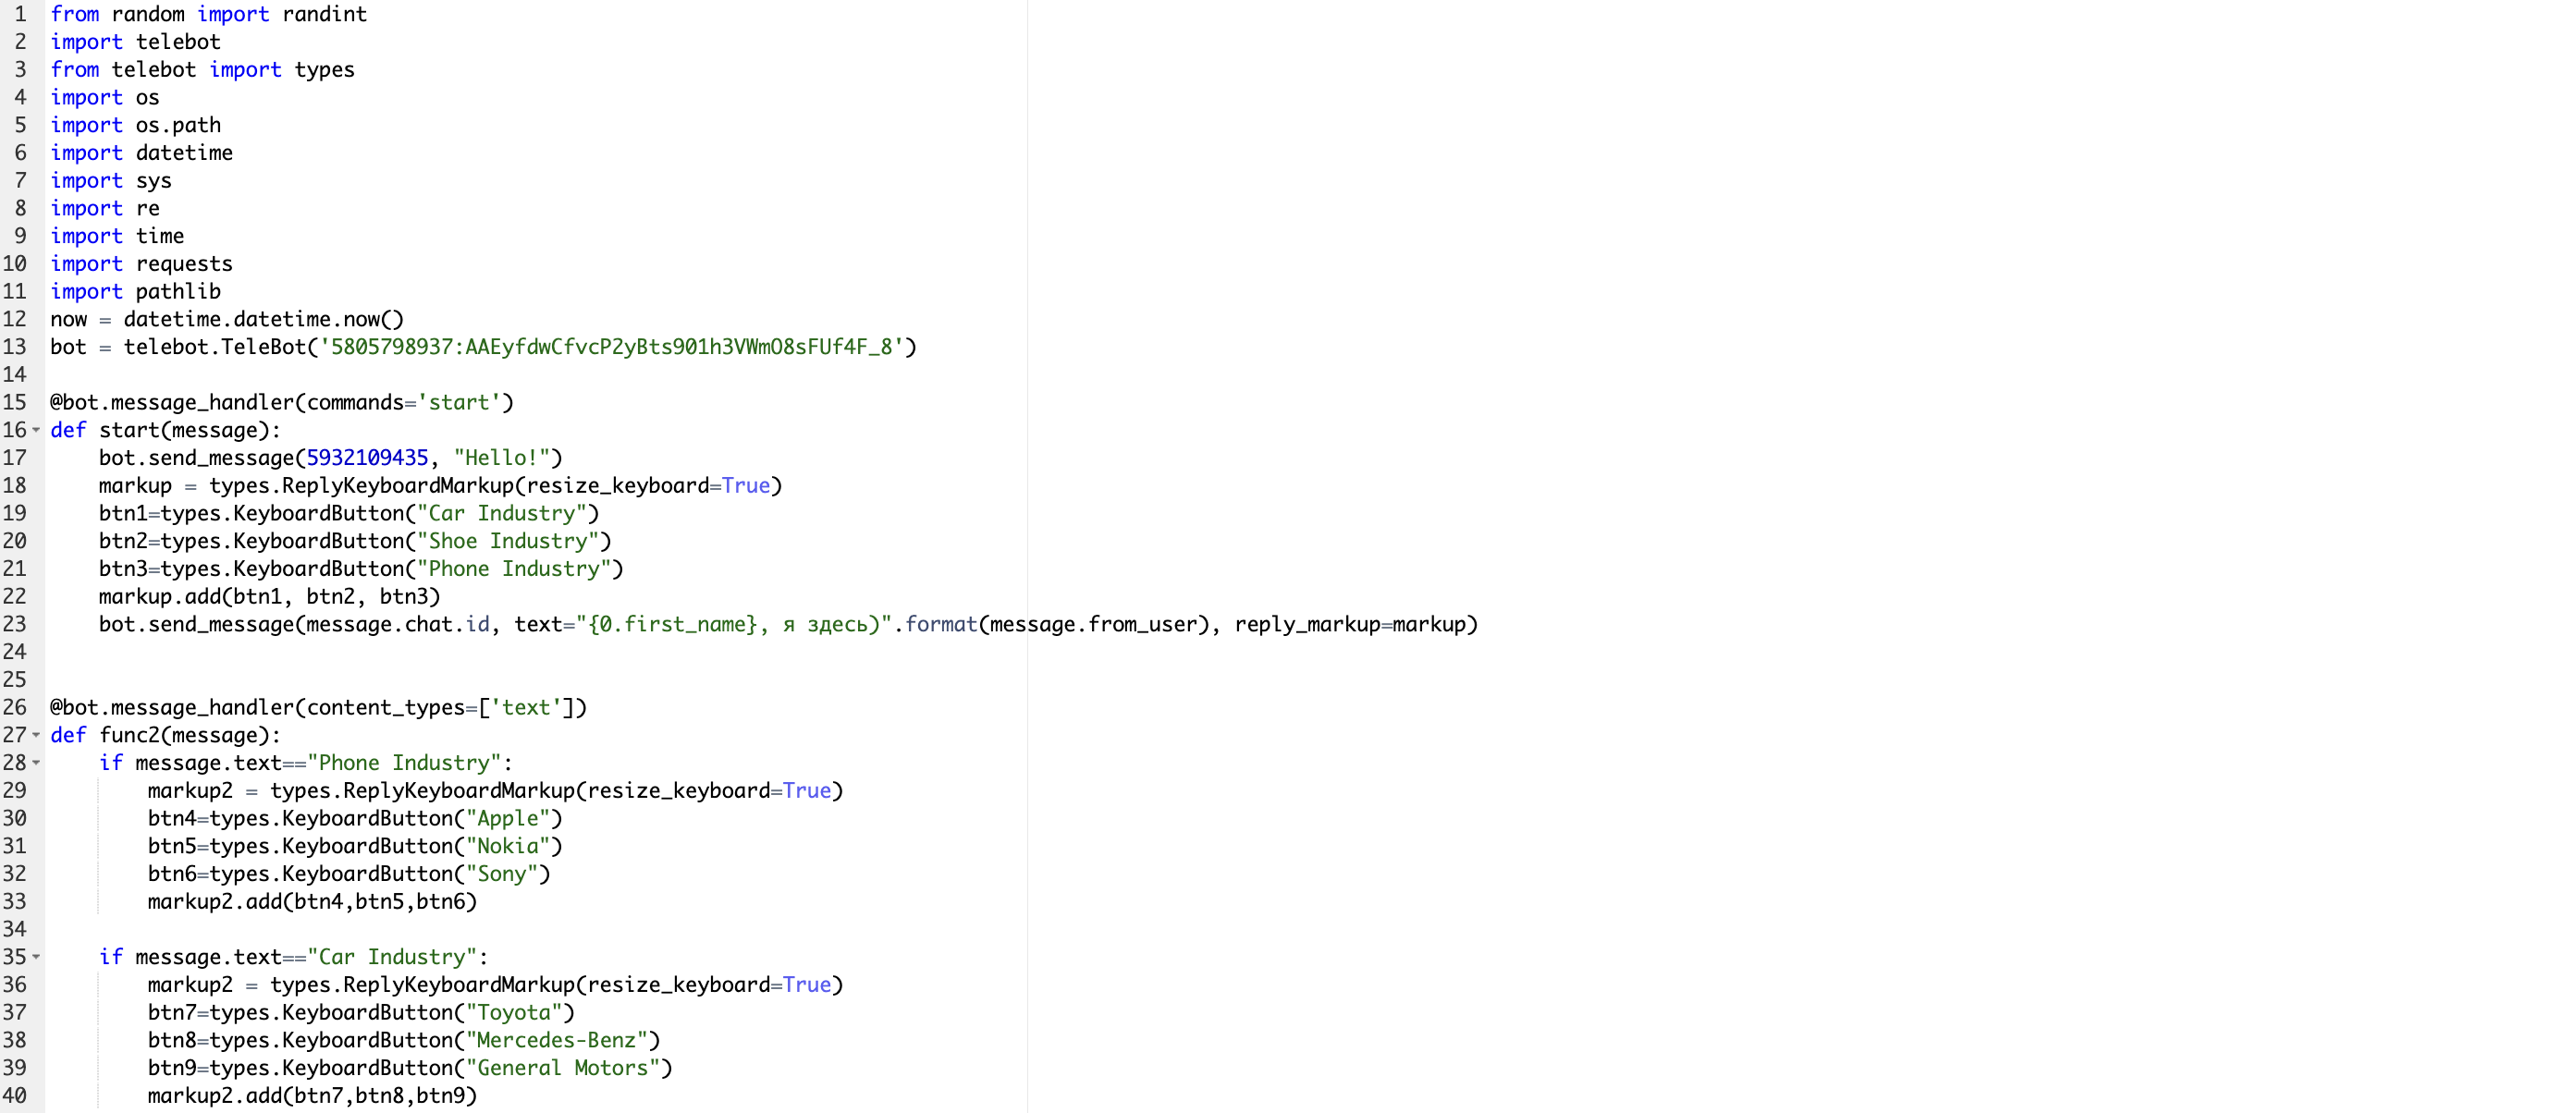 1 from random import randint
2 import telebot
3 from telebot import types
4 import os
5 import os.path
6 import datetime
7 import sys
8 import re
9 import time
10 import requests
11 import pathlib
12 now = datetime.datetime.now()
13 bot = telebot.TeleBot('5805798937:AAEyfdwCfvcP2yBts901h3VWmO8sFUf4F_8')
14
15 @bot.message_handler(commands='start')
16 def start(message):
17     bot.send_message(5932109435, "Hello!")
18     markup = types.ReplyKeyboardMarkup(resize_keyboard=True)
19     btn1=types.KeyboardButton("Car Industry")
20     btn2=types.KeyboardButton("Shoe Industry")
21     btn3=types.KeyboardButton("Phone Industry")
22     markup.add(btn1, btn2, btn3)
23     bot.send_message(message.chat.id, text="{0.first_name}, я здесь)".format(message.from_user), reply_markup=markup)
24
25
26 @bot.message_handler(content_types=['text'])
27 def func2(message):
28     if message.text=="Phone Industry":
29         markup2 = types.ReplyKeyboardMarkup(resize_keyboard=True)
30         btn4=types.KeyboardButton("Apple")
31         btn5=types.KeyboardButton("Nokia")
32         btn6=types.KeyboardButton("Sony")
33         markup2.add(btn4,btn5,btn6)
34
35     if message.text=="Car Industry":
36         markup2 = types.ReplyKeyboardMarkup(resize_keyboard=True)
37         btn7=types.KeyboardButton("Toyota")
38         btn8=types.KeyboardButton("Mercedes-Benz")
39         btn9=types.KeyboardButton("General Motors")
40         markup2.add(btn7,btn8,btn9)